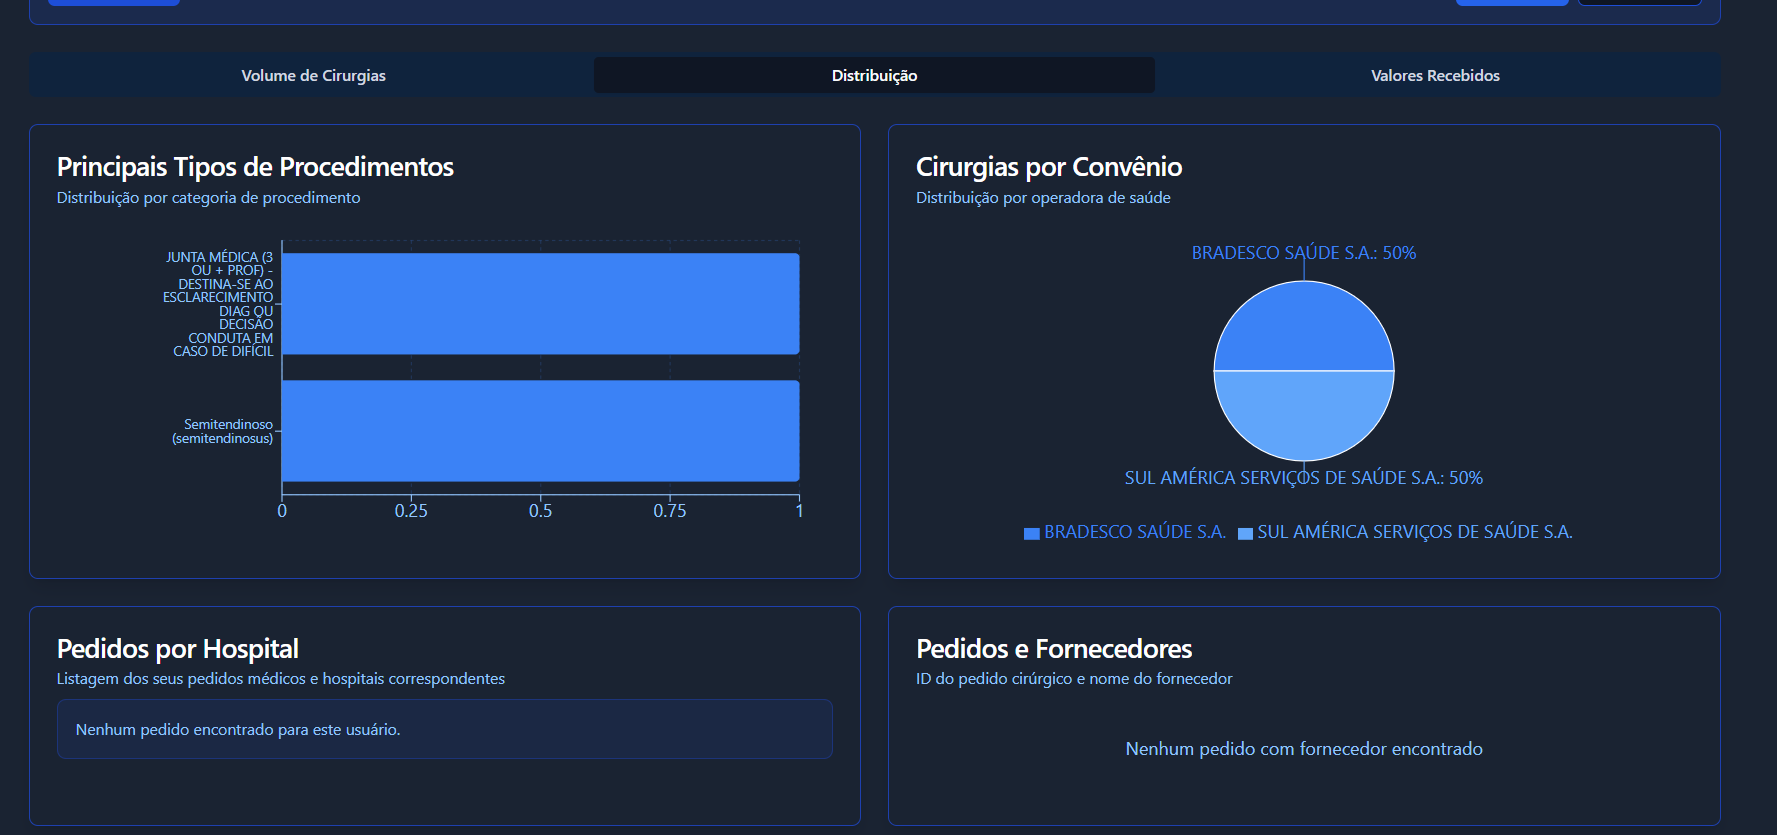 Volume de Cirurgias
Distribuição
Valores Recebidos
Principais Tipos de Procedimentos
Distribuição por categoria de procedimento
JUNTA MÉDICA (3
OU + PROF) -
DESTINA-SE AO
ESCLARECIMENTO
DIAG OU
DECISÃO
CONDUTA EM
CASO DE DIFÍCIL
Semitendinoso
(semitendinosus)
0
0.25
0.5
0.75
1
Cirurgias por Convênio
Distribuição por operadora de saúde
BRADESCO SAÚDE S.A.: 50%
SUL AMÉRICA SERVIÇOS DE SAÚDE S.A.: 50%
BRADESCO SAÚDE S.A.
SUL AMÉRICA SERVIÇOS DE SAÚDE S.A.
Pedidos por Hospital
Listagem dos seus pedidos médicos e hospitais correspondentes
Nenhum pedido encontrado para este usuário.
Pedidos e Fornecedores
ID do pedido cirúrgico e nome do fornecedor
Nenhum pedido com fornecedor encontrado